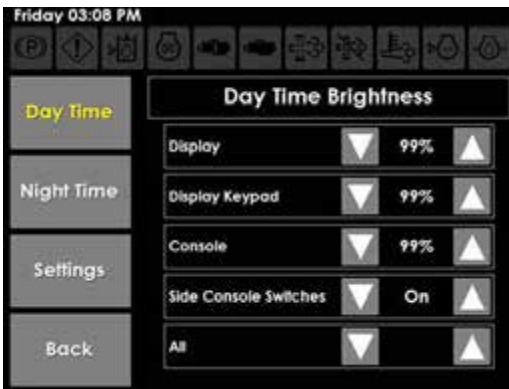 Friday 03:08 PM
Day Time
Night Time
Settings
Back
Day Time Brightness
Display 99%
Display Keypad 99%
Console 99%
Side Console Switches On
All